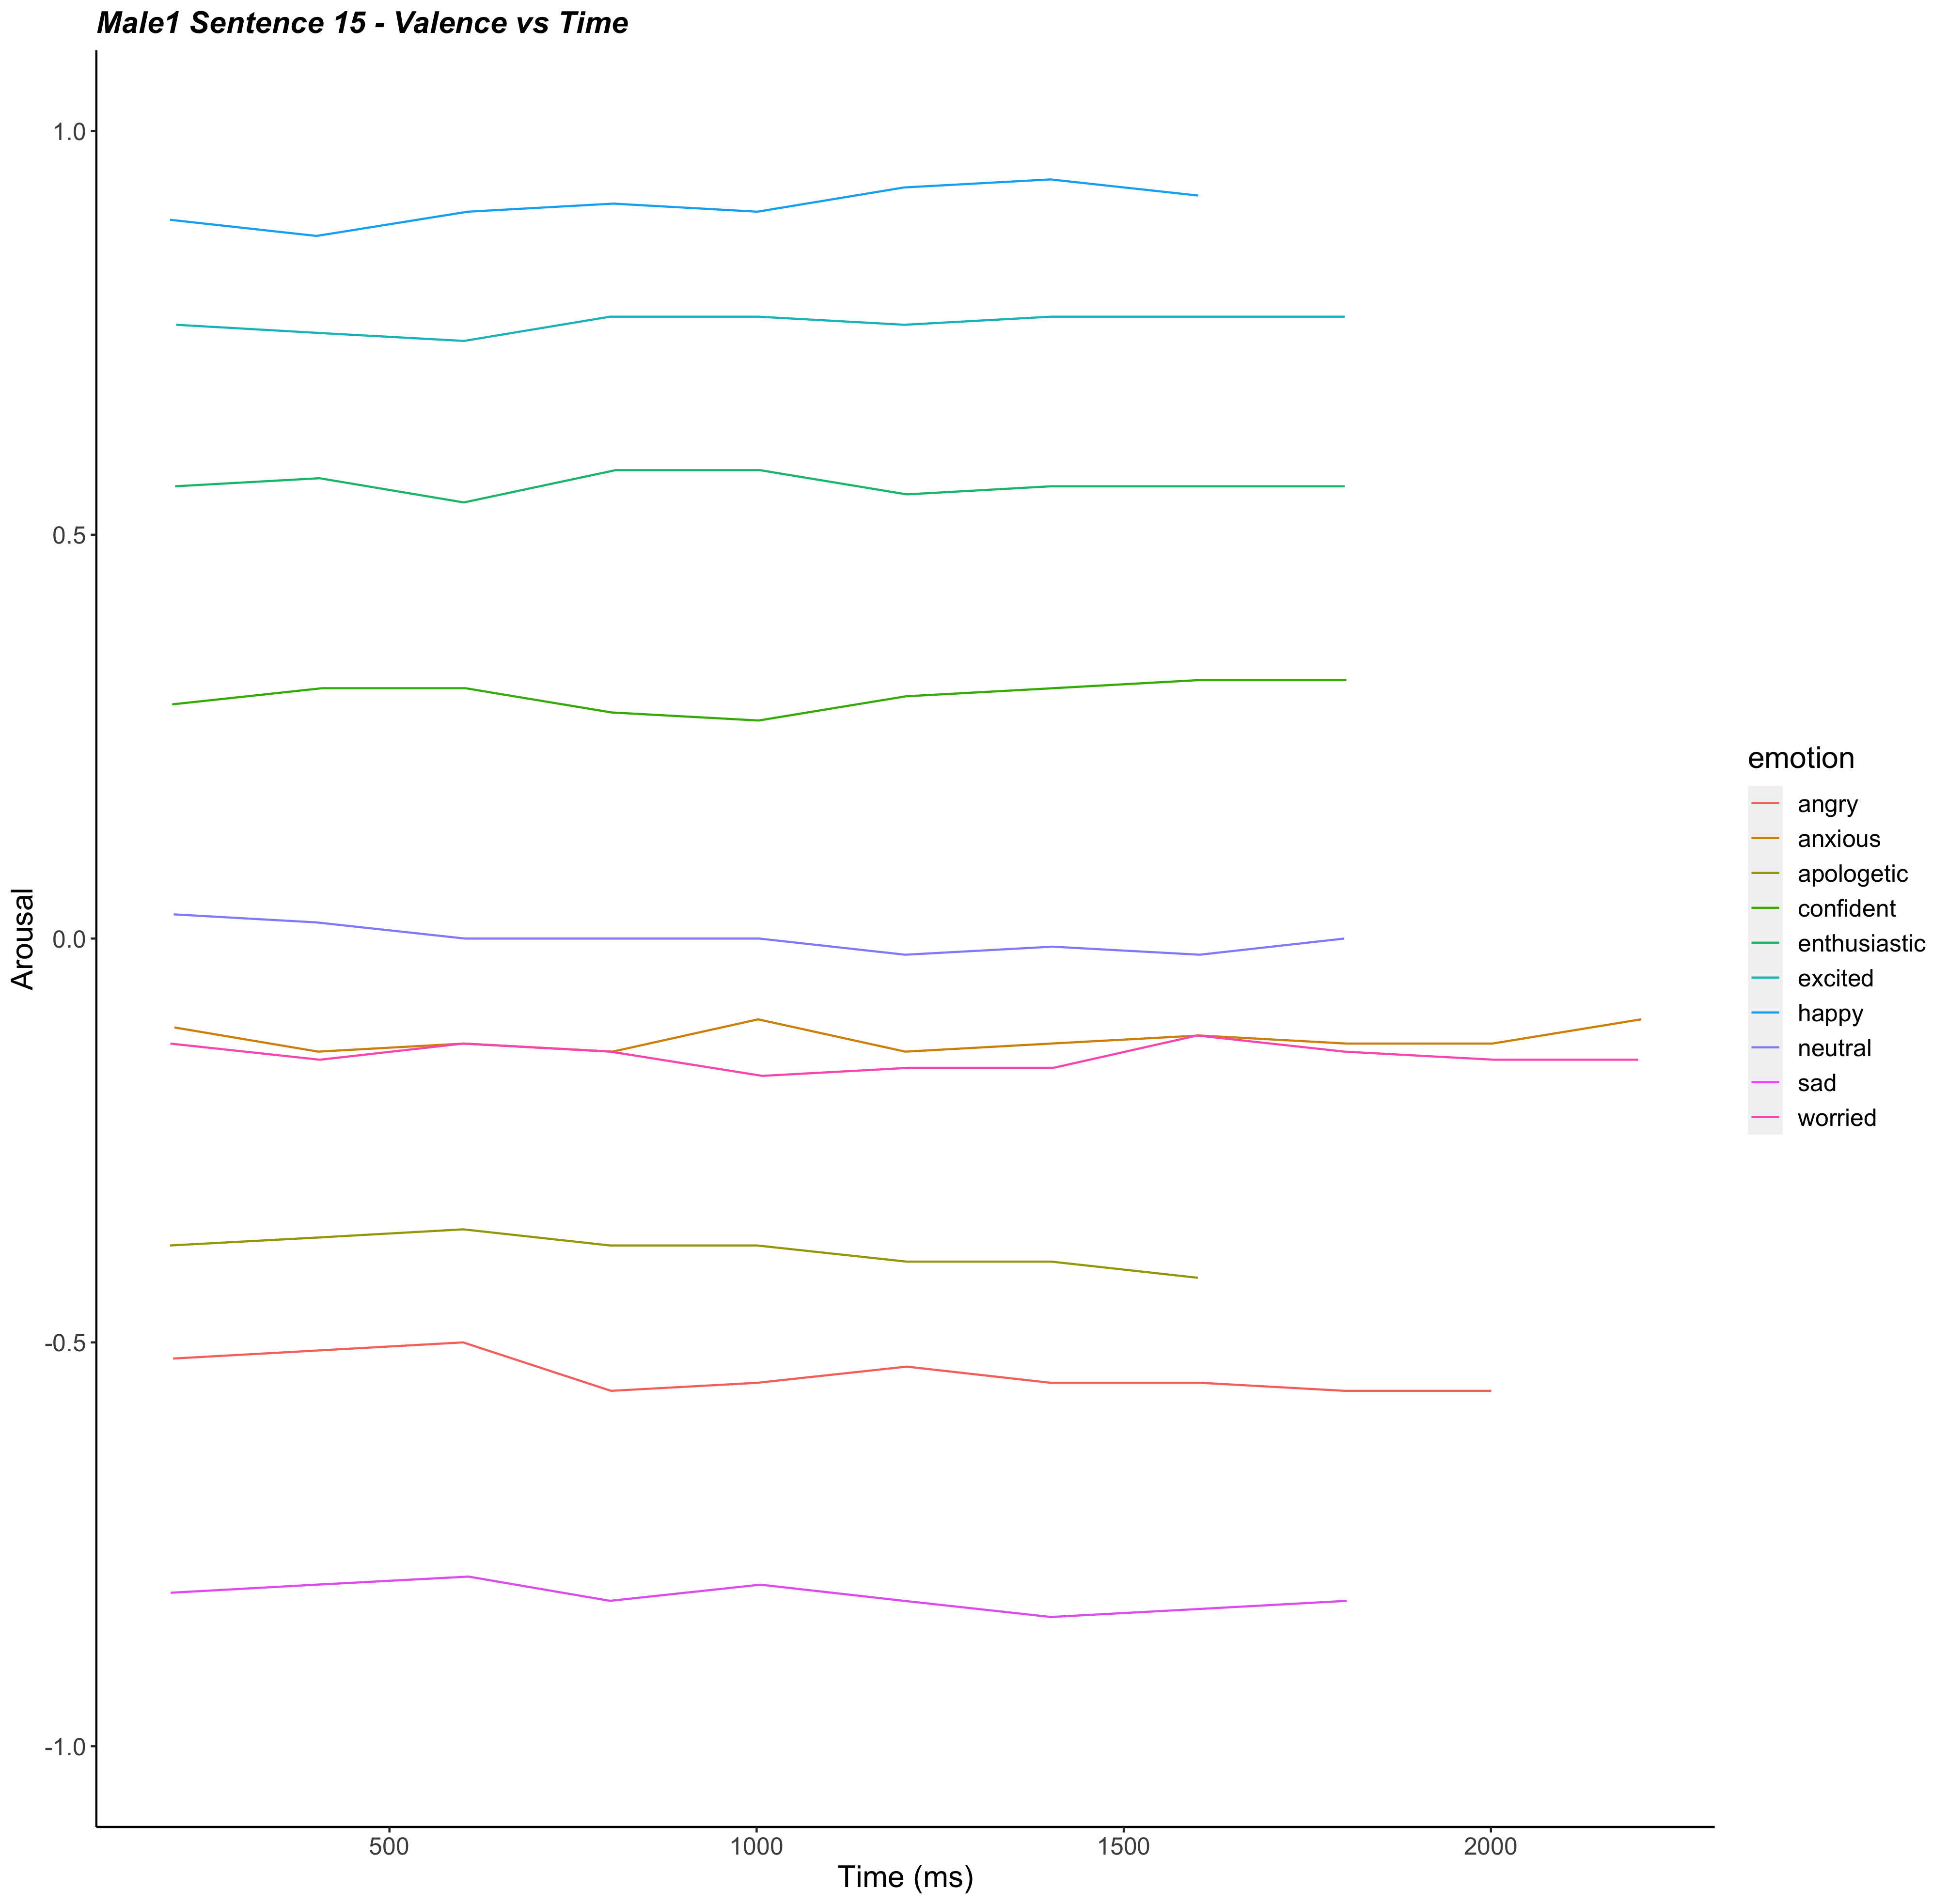 Male1 Sentence 15 - Valence vs Time
1.0
0.5
0.0
-0.5
-1.0
Arousal
500 1000 1500 2000
Time (ms)
emotion
angry
anxious
apologetic
confident
enthusiastic
excited
happy
neutral
sad
worried